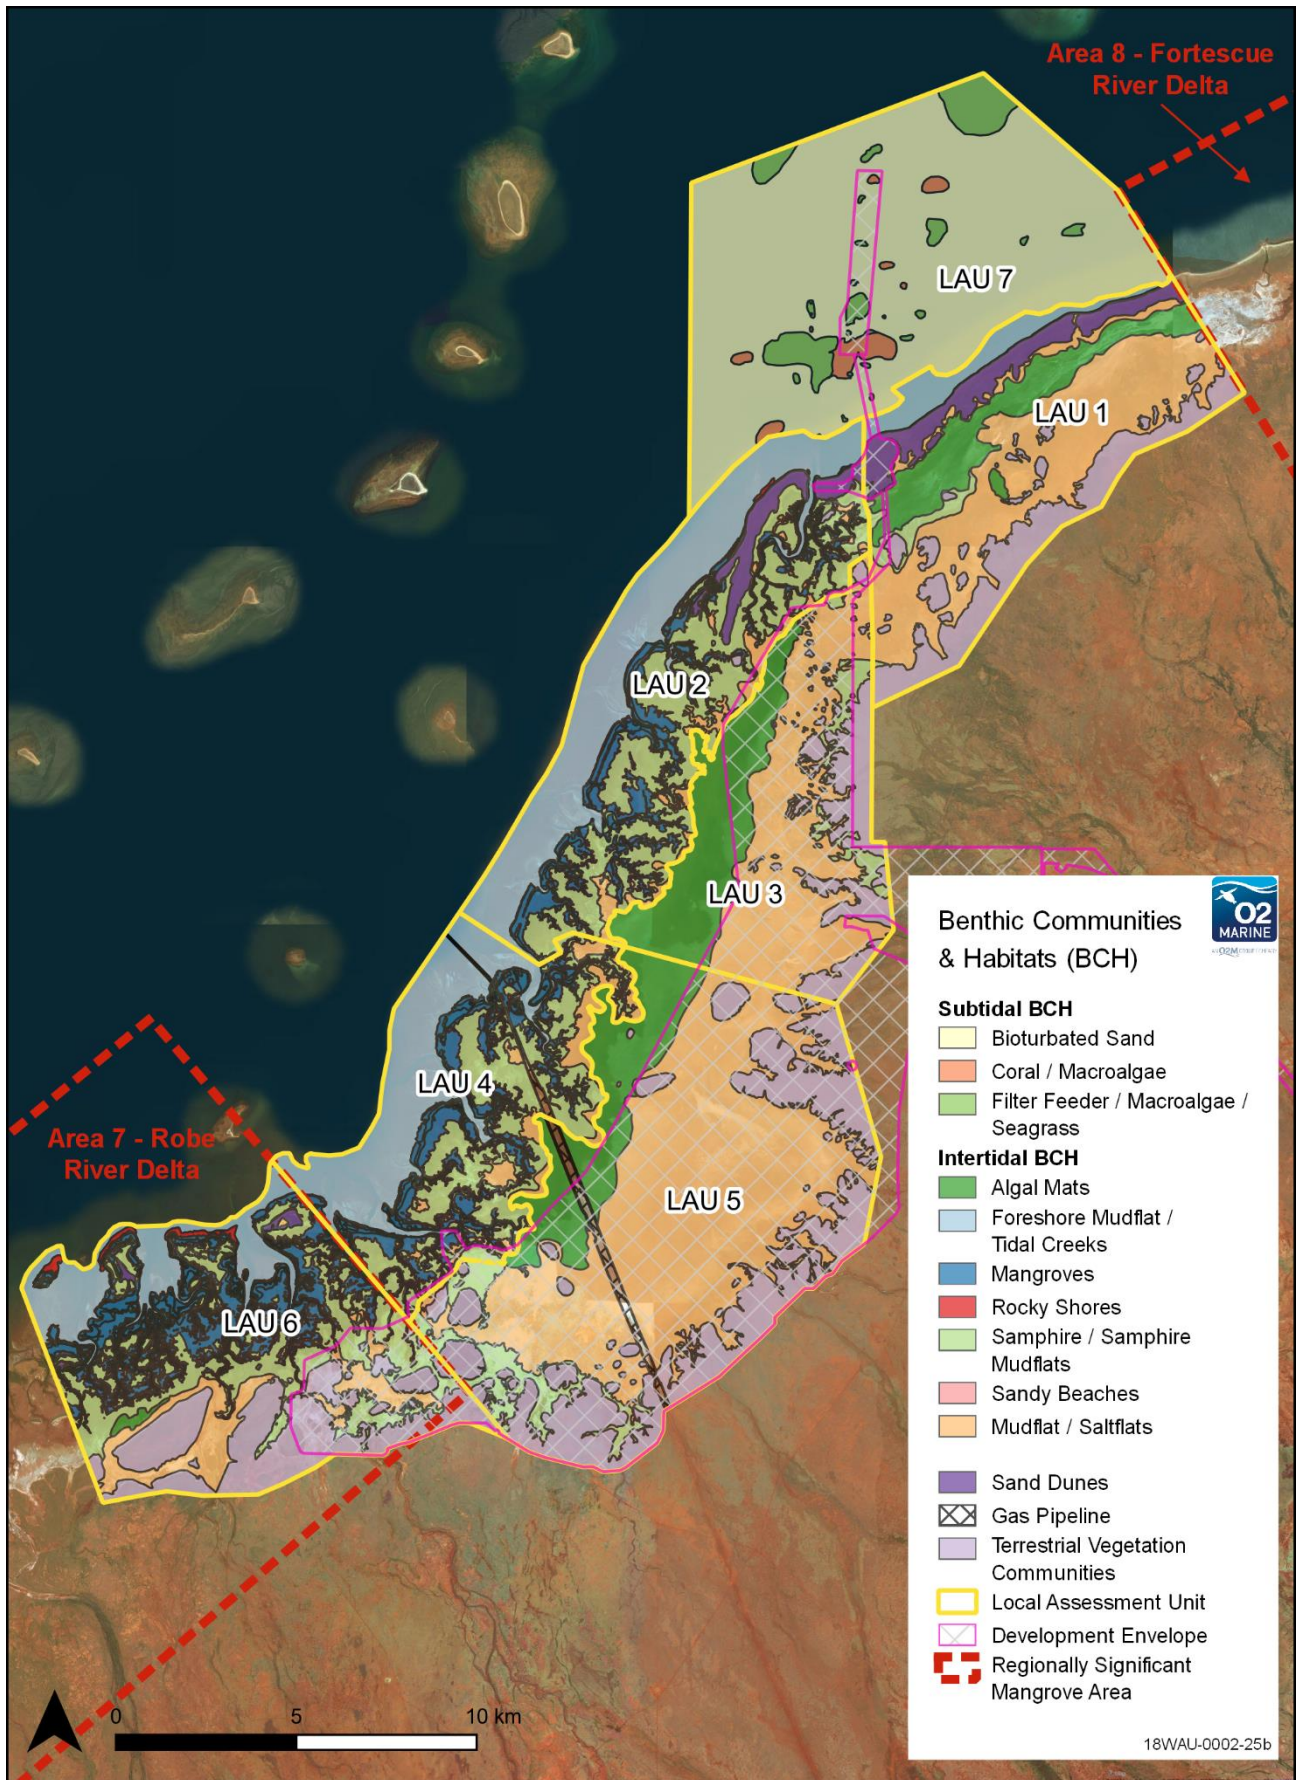 Area 8 - Fortescue
River Delta
LAU 7
LAU 1
LAU 2
LAU 3
LAU 4
Area 7 - Robe
River Delta
LAU 5
LAU 6
Benthic Communities
& Habitats (BCH)
O2
MARINE
Subtidal BCH
Bioturbated Sand
Coral / Macroalgae
Filter Feeder / Macroalgae /
Seagrass
Intertidal BCH
Algal Mats
Foreshore Mudflat /
Tidal Creeks
Mangroves
Rocky Shores
Samphire / Samphire
Mudflats
Sandy Beaches
Mudflat / Saltflats
Sand Dunes
Gas Pipeline
Terrestrial Vegetation
Communities
Local Assessment Unit
Development Envelope
Regionally Significant
Mangrove Area
0 5 10 km
18WAU-0002-25b